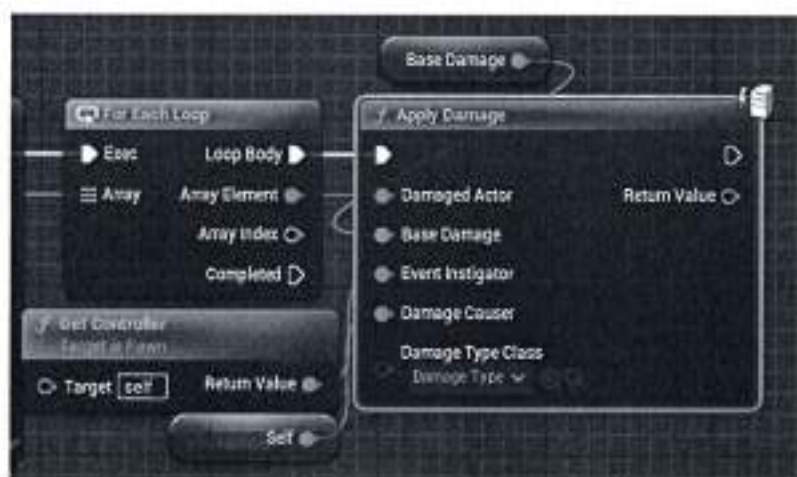 Base Damage
For Each Loop
Exec Loop Body
Array Array Element
Array Index
Completed
f Apply Damage
Damaged Actor Return Value
Base Damage
Event Instigator
Damage Causer
Damage Type Class
Damage Type
f Get Controller
Target is Pawn
Target self Return Value
Self